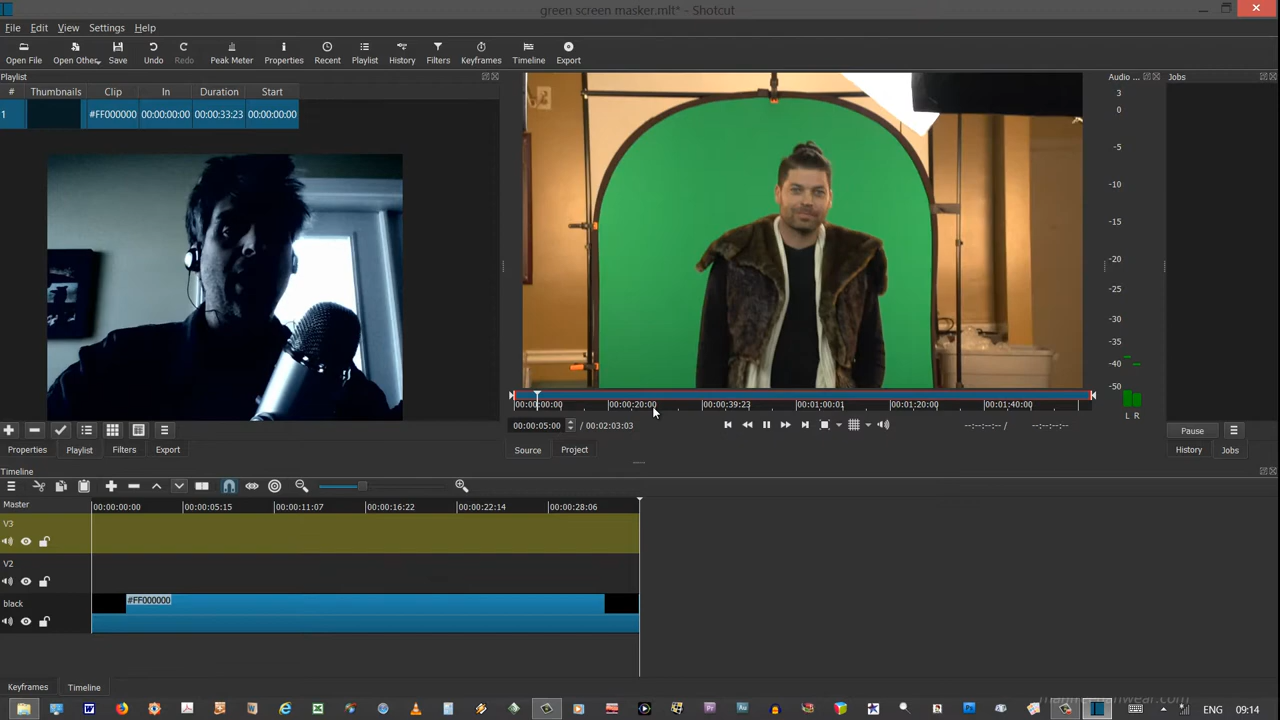 green screen masker.mlt* - Shotcut
File Edit View Settings Help
Open File Open Other.. Save Undo Redo Peak Meter Properties Recent Playlist History Filters Keyframes Timeline Export
Playlist
# Thumbnails Clip In Duration Start
1 #FF000000 00:00:00:00 00:00:33:23 00:00:00:00
Audio ...
Jobs
3
0
-5
-10
-15
-20
-25
-30
-35
-40
-50
L R
00:00:00:00 00:00:20:00 00:00:39:23 00:01:00:01 00:01:20:00 00:01:40:00
00:00:05:00 / 00:02:03:03 --:--:--:-- / --:--:--:--
Pause
Properties Playlist Filters Export
Source Project
History Jobs
Timeline
Master
00:00:00:00 00:00:05:15 00:00:11:07 00:00:16:22 00:00:22:14 00:00:28:06
V3
V2
black
#FF000000
Keyframes Timeline
ENG 09:14